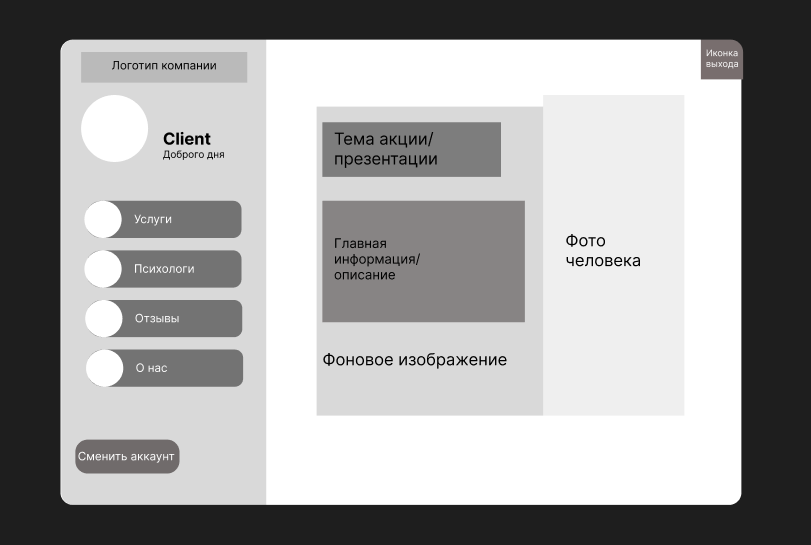 Логотип компании
Иконка
выхода
Client
Доброго дня
Услуги
Психологи
Отзывы
О нас
Сменить аккаунт
Тема акции/
презентации
Главная
информация/
описание
Фоновое изображение
Фото
человека